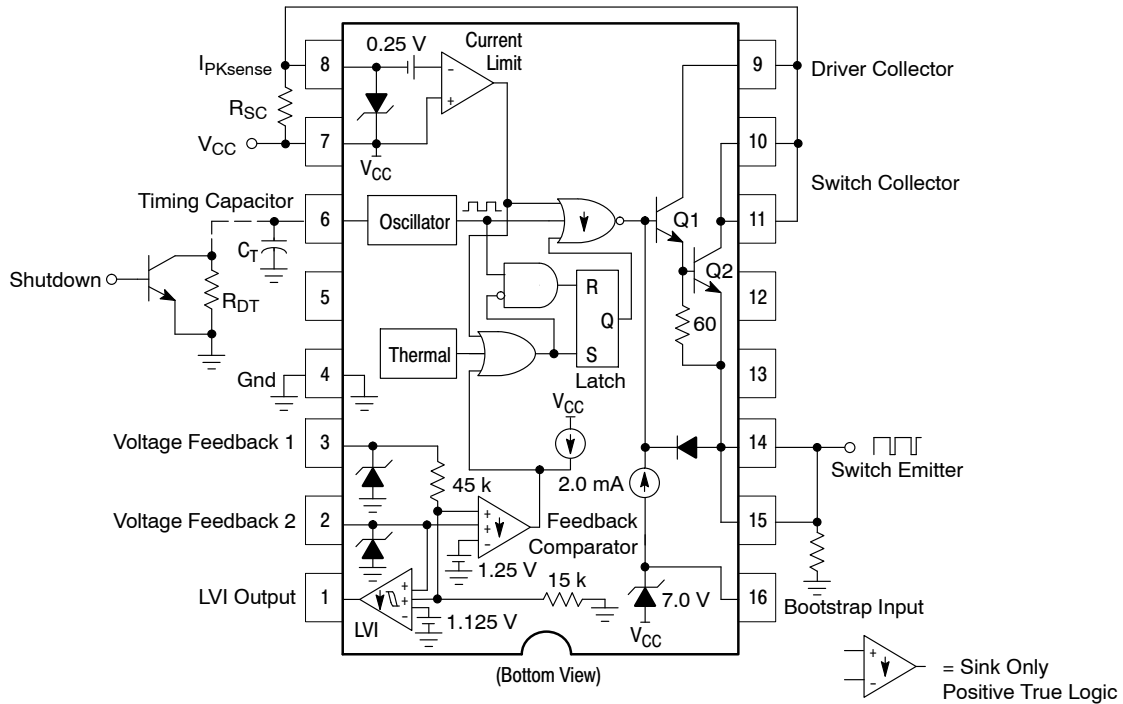 0.25 V
Current
Limit
IPKsense
8
RSC
VCC
7
VCC
Timing Capacitor
6
Oscillator
CT
Shutdown
RDT
5
4
Gnd
Thermal
R
Q
S
Latch
VCC
Voltage Feedback 1
3
45 k
2.0 mA
Voltage Feedback 2
2
Feedback
Comparator
1.25 V
LVI Output
1
LVI
1.125 V
15 k
7.0 V
VCC
9
Driver Collector
10
Switch Collector
11
Q1
Q2
60
12
13
14
Switch Emitter
15
16
Bootstrap Input
(Bottom View)
+
-
= Sink Only
Positive True Logic